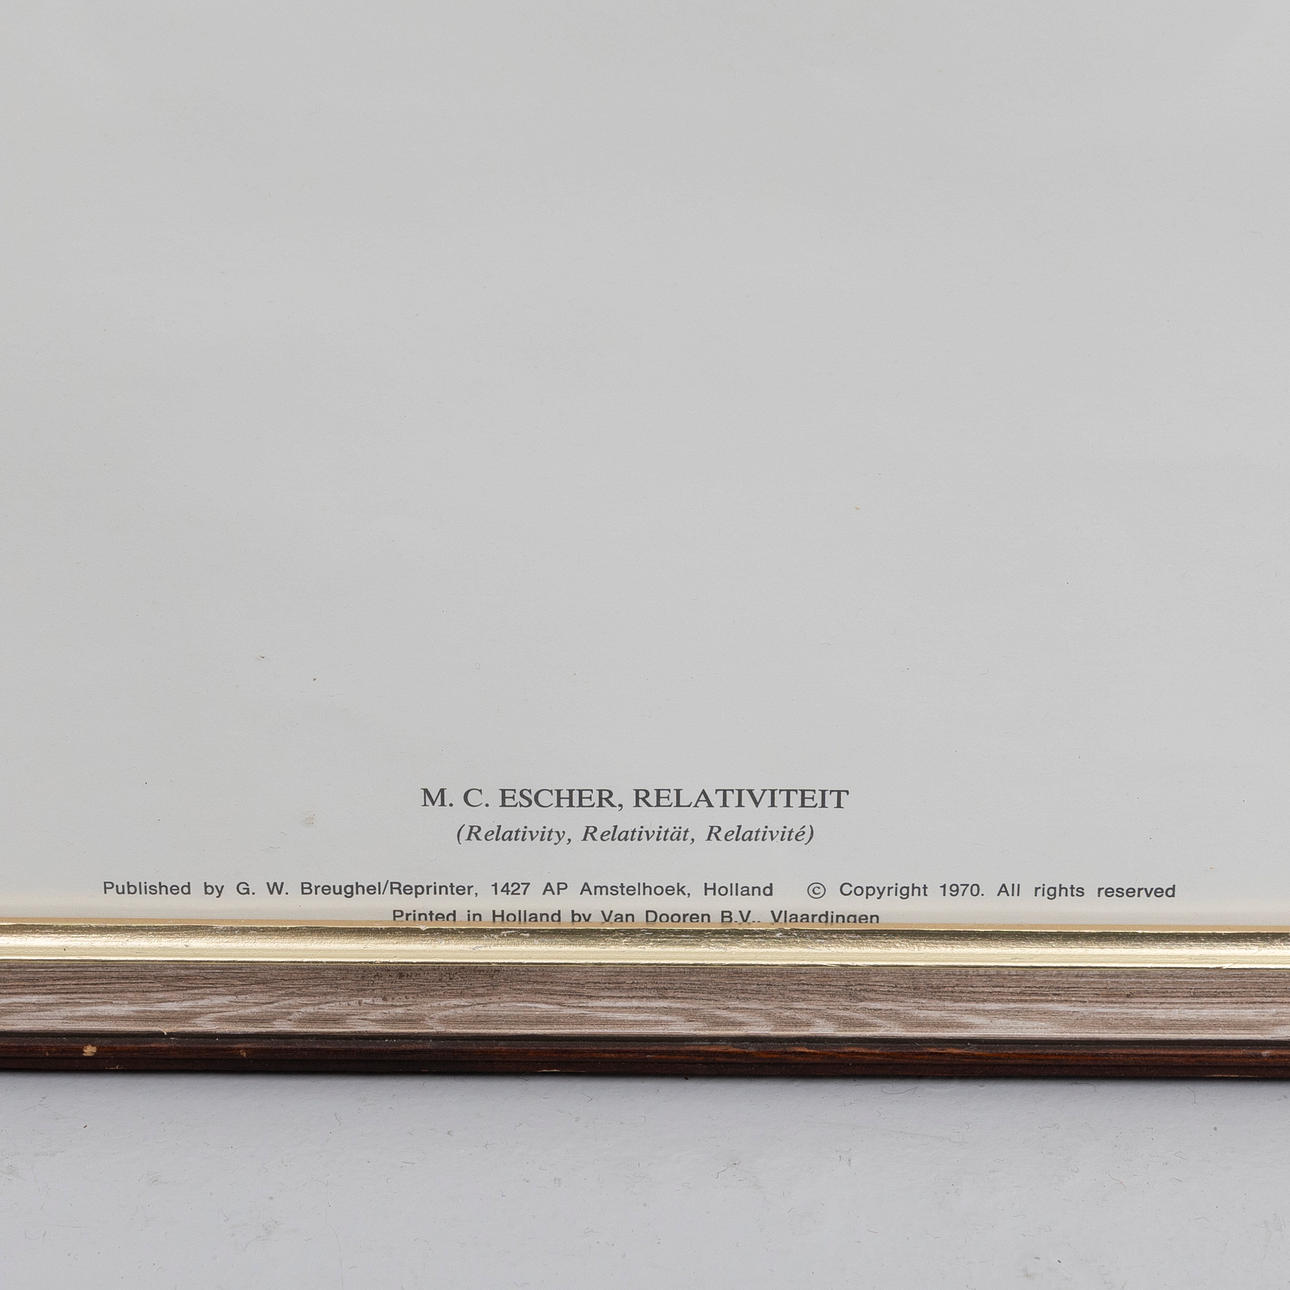 M. C. ESCHER, RELATIVITEIT
(Relativity, Relativität, Relativité)
Published by G. W. Breughel/Reprinter, 1427 AP Amstelhoek, Holland © Copyright 1970. All rights reserved
Printed in Holland by Van Dooren B.V., Vlaardingen